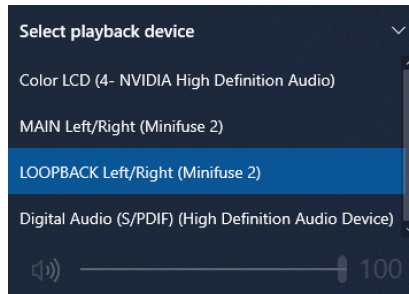 Select playback device
Color LCD (4- NVIDIA High Definition Audio)
MAIN Left/Right (Minifuse 2)
LOOPBACK Left/Right (Minifuse 2)
Digital Audio (S/PDIF) (High Definition Audio Device)
100